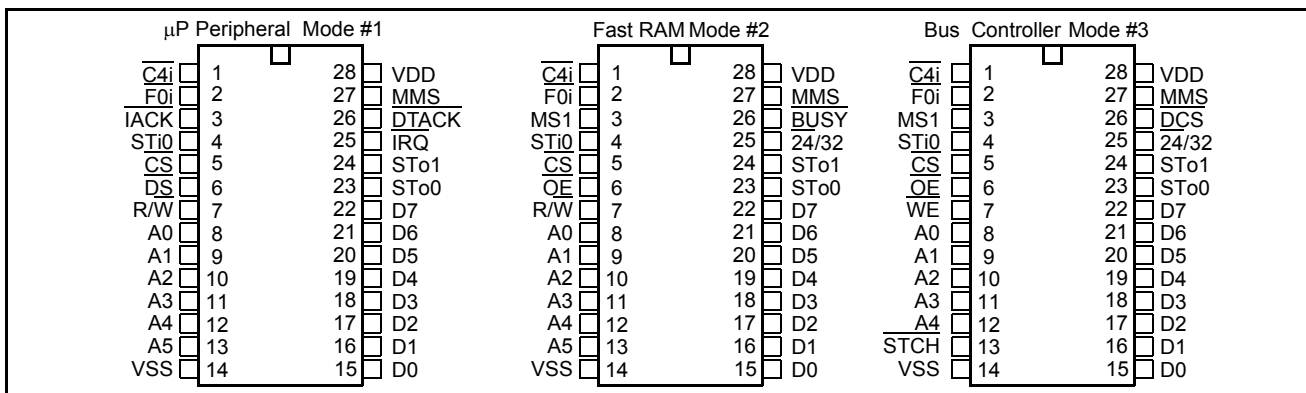 μP Peripheral Mode #1
C4i 1 28 VDD
F0i 2 27 MMS
IACK 3 26 DTACK
STi0 4 25 IRQ
CS 5 24 STo1
DS 6 23 STo0
R/W 7 22 D7
A0 8 21 D6
A1 9 20 D5
A2 10 19 D4
A3 11 18 D3
A4 12 17 D2
A5 13 16 D1
VSS 14 15 D0
Fast RAM Mode #2
C4i 1 28 VDD
F0i 2 27 MMS
MS1 3 26 BUSY
STi0 4 25 24/32
CS 5 24 STo1
OE 6 23 STo0
R/W 7 22 D7
A0 8 21 D6
A1 9 20 D5
A2 10 19 D4
A3 11 18 D3
A4 12 17 D2
A5 13 16 D1
VSS 14 15 D0
Bus Controller Mode #3
C4i 1 28 VDD
F0i 2 27 MMS
MS1 3 26 DCS
STi0 4 25 24/32
CS 5 24 STo1
OE 6 23 STo0
WE 7 22 D7
A0 8 21 D6
A1 9 20 D5
A2 10 19 D4
A3 11 18 D3
A4 12 17 D2
STCH 13 16 D1
VSS 14 15 D0